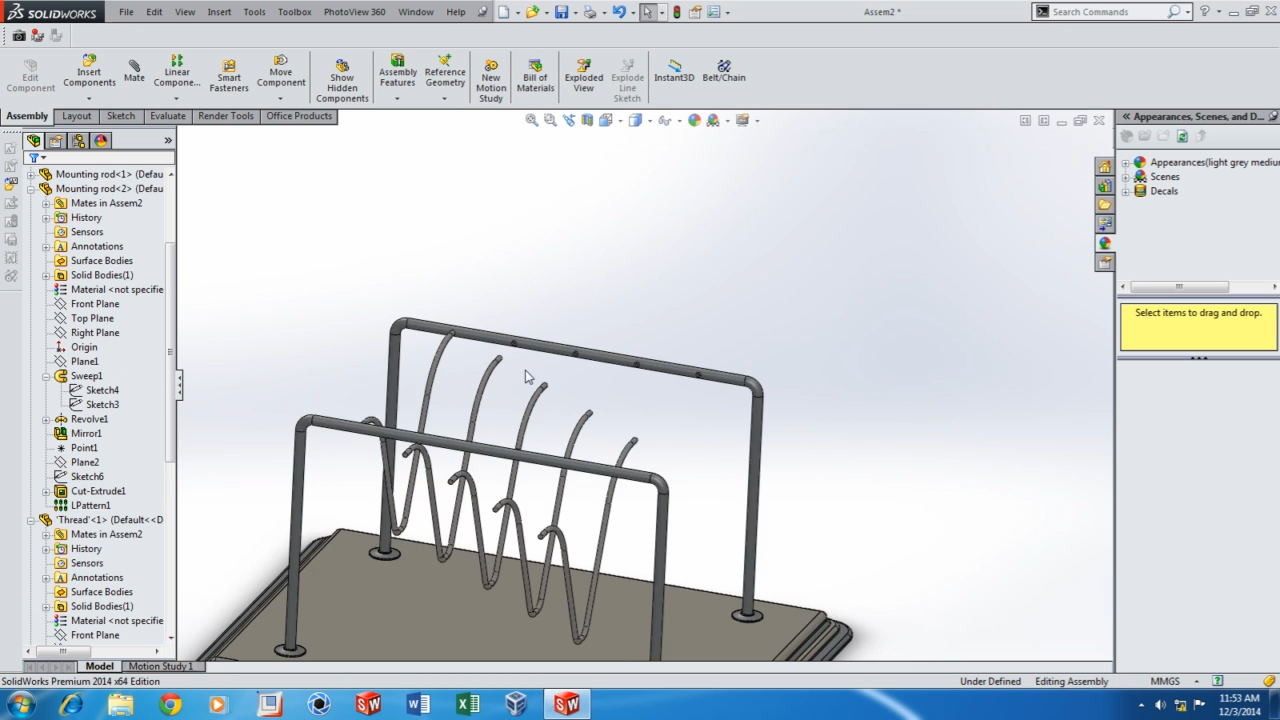 SOLIDWORKS File Edit View Insert Tools Toolbox PhotoView 360 Window Help Assem2 * Search Commands
Edit Component
Insert Components
Mate
Linear Compone...
Smart Fasteners
Move Component
Show Hidden Components
Assembly Features
Reference Geometry
New Motion Study
Bill of Materials
Exploded View
Explode Line Sketch
Instant3D
Belt/Chain
Assembly Layout Sketch Evaluate Render Tools Office Products
Mounting rod<1> (Defau
Mounting rod<2> (Defau
Mates in Assem2
History
Sensors
Annotations
Surface Bodies
Solid Bodies(1)
Material <not specifie
Front Plane
Top Plane
Right Plane
Origin
Plane1
Sweep1
Sketch4
Sketch3
Revolve1
Mirror1
Point1
Plane2
Sketch6
Cut-Extrude1
LPattern1
'Thread'<1> (Default<<D
Mates in Assem2
History
Sensors
Annotations
Surface Bodies
Solid Bodies(1)
Material <not specifie
Front Plane
Appearances, Scenes, and D...
Appearances(light grey mediu
Scenes
Decals
Select items to drag and drop.
Model Motion Study 1
SolidWorks Premium 2014 x64 Edition Under Defined Editing Assembly MMGS
11:53 AM
12/3/2014